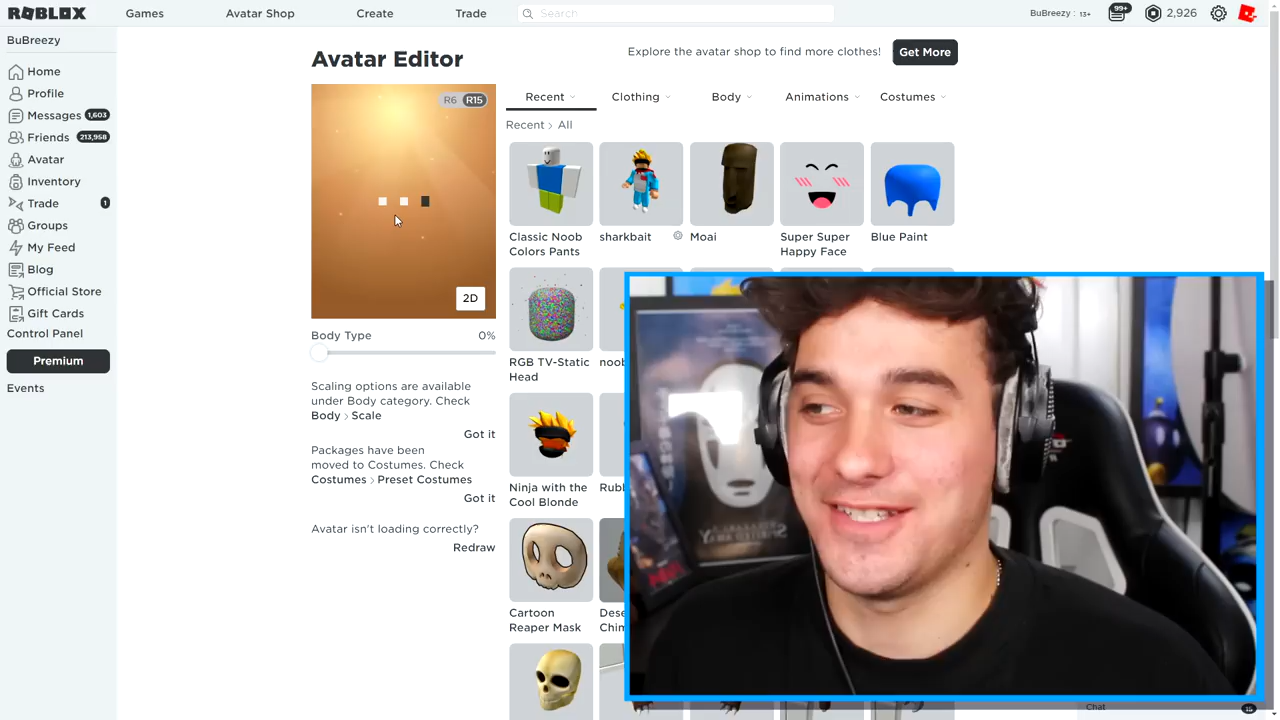 ROBLOX
Games
Avatar Shop
Create
Trade
Search
BuBreezy : 13+
99+
2,926
BuBreezy
Home
Profile
Messages 1,603
Friends 213,958
Avatar
Inventory
Trade 1
Groups
My Feed
Blog
Official Store
Gift Cards
Control Panel
Premium
Events
Avatar Editor
Explore the avatar shop to find more clothes!
Get More
R6 R15
2D
Body Type 0%
Scaling options are available
under Body category. Check
Body > Scale
Got it
Packages have been
moved to Costumes. Check
Costumes > Preset Costumes
Got it
Avatar isn't loading correctly?
Redraw
Recent
Clothing
Body
Animations
Costumes
Recent > All
Classic Noob
Colors Pants
sharkbait
Moai
Super Super
Happy Face
Blue Paint
RGB TV-Static
Head
noob
Ninja with the
Cool Blonde
Rubb
Cartoon
Reaper Mask
Dese
Chim
Chat